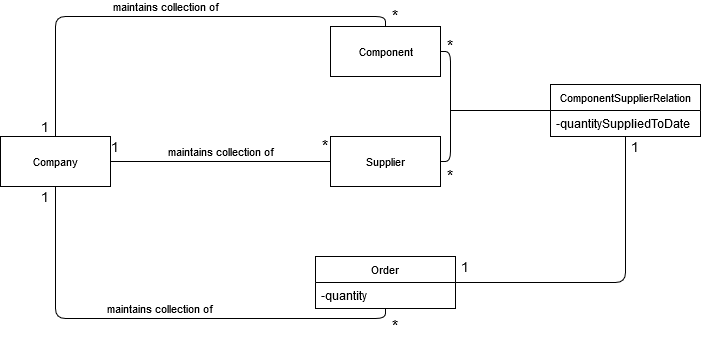 maintains collection of
*
Component
*
ComponentSupplierRelation
-quantitySuppliedToDate
1
1
*
1
maintains collection of
Company
Supplier
*
1
Order
1
-quantity
maintains collection of
*